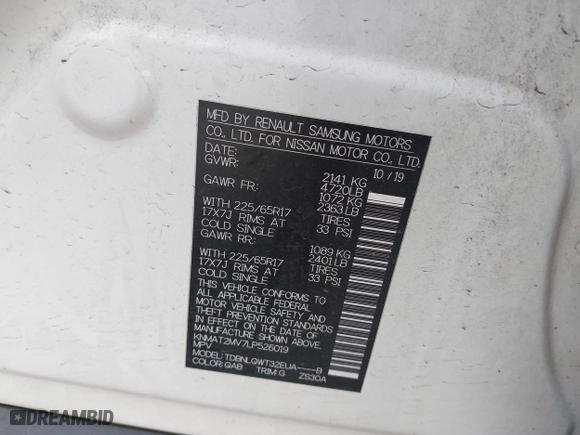 MFD BY RENAULT SAMSUNG MOTORS
CO., LTD. FOR NISSAN MOTOR CO., LTD.
DATE: 10/19
GVWR: 2141 KG
4720LB
GAWR FR: 1072 KG
2363LB
WITH 225/65R17 TIRES
17X7J RIMS AT 33 PSI
COLD SINGLE
GAWR RR: 1089 KG
2401LB
WITH 225/65R17 TIRES
17X7J RIMS AT 33 PSI
COLD SINGLE
THIS VEHICLE CONFORMS TO
ALL APPLICABLE FEDERAL
MOTOR VEHICLE SAFETY AND
THEFT PREVENTION STANDARDS
IN EFFECT ON THE DATE OF
MANUFACTURE SHOWN ABOVE.
KNMAT2MV7LP526019
MPV
MODEL: TDBNLGWT32EUA----B
COLOR: QAB TRIM: G ZS30A
DREAMBID